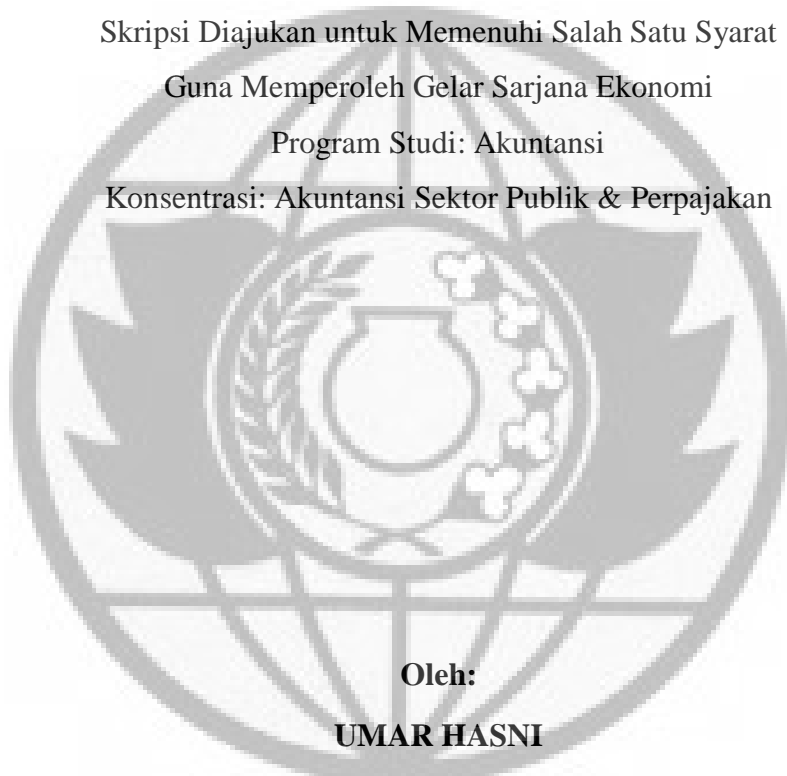 Skripsi Diajukan untuk Memenuhi Salah Satu Syarat
Guna Memperoleh Gelar Sarjana Ekonomi
Program Studi: Akuntansi
Konsentrasi: Akuntansi Sektor Publik & Perpajakan
Oleh:
UMAR HASNI